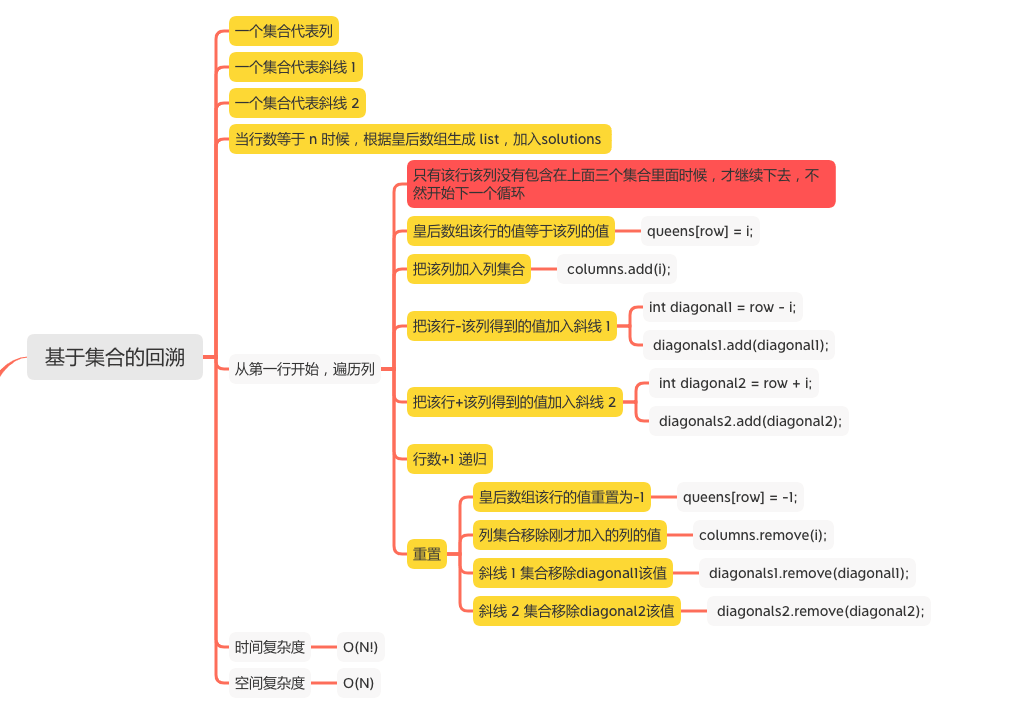 一个集合代表列
一个集合代表斜线 1
一个集合代表斜线 2
当行数等于 n 时候，根据皇后数组生成 list，加入solutions
只有该行该列没有包含在上面三个集合里面时候，才继续下去，不
然开始下一个循环
皇后数组该行的值等于该列的值
queens[row] = i;
把该列加入列集合
columns.add(i);
int diagonal1 = row - i;
把该行-该列得到的值加入斜线 1
diagonals1.add(diagonal1);
基于集合的回溯
从第一行开始，遍历列
int diagonal2 = row + i;
把该行+该列得到的值加入斜线 2
diagonals2.add(diagonal2);
行数+1 递归
皇后数组该行的值重置为-1
queens[row] = -1;
列集合移除刚才加入的列的值
columns.remove(i);
重置
斜线 1 集合移除diagonal1该值
diagonals1.remove(diagonal1);
斜线 2 集合移除diagonal2该值
diagonals2.remove(diagonal2);
时间复杂度
O(N!)
空间复杂度
O(N)